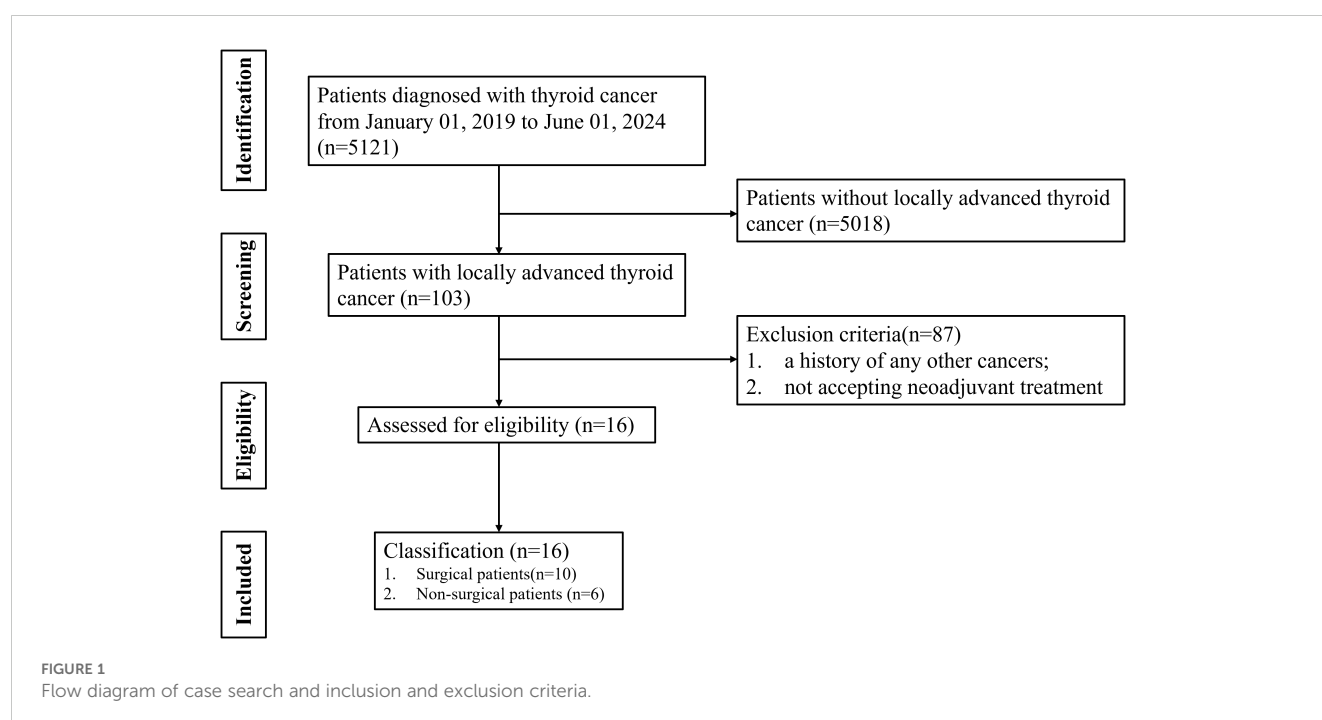 Identification
Patients diagnosed with thyroid cancer
from January 01, 2019 to June 01, 2024
(n=5121)
Patients without locally advanced thyroid
cancer (n=5018)
Screening
Patients with locally advanced thyroid
cancer (n=103)
Exclusion criteria(n=87)
1. a history of any other cancers;
2. not accepting neoadjuvant treatment
Eligibility
Assessed for eligibility (n=16)
Included
Classification (n=16)
1. Surgical patients(n=10)
2. Non-surgical patients (n=6)
FIGURE 1
Flow diagram of case search and inclusion and exclusion criteria.